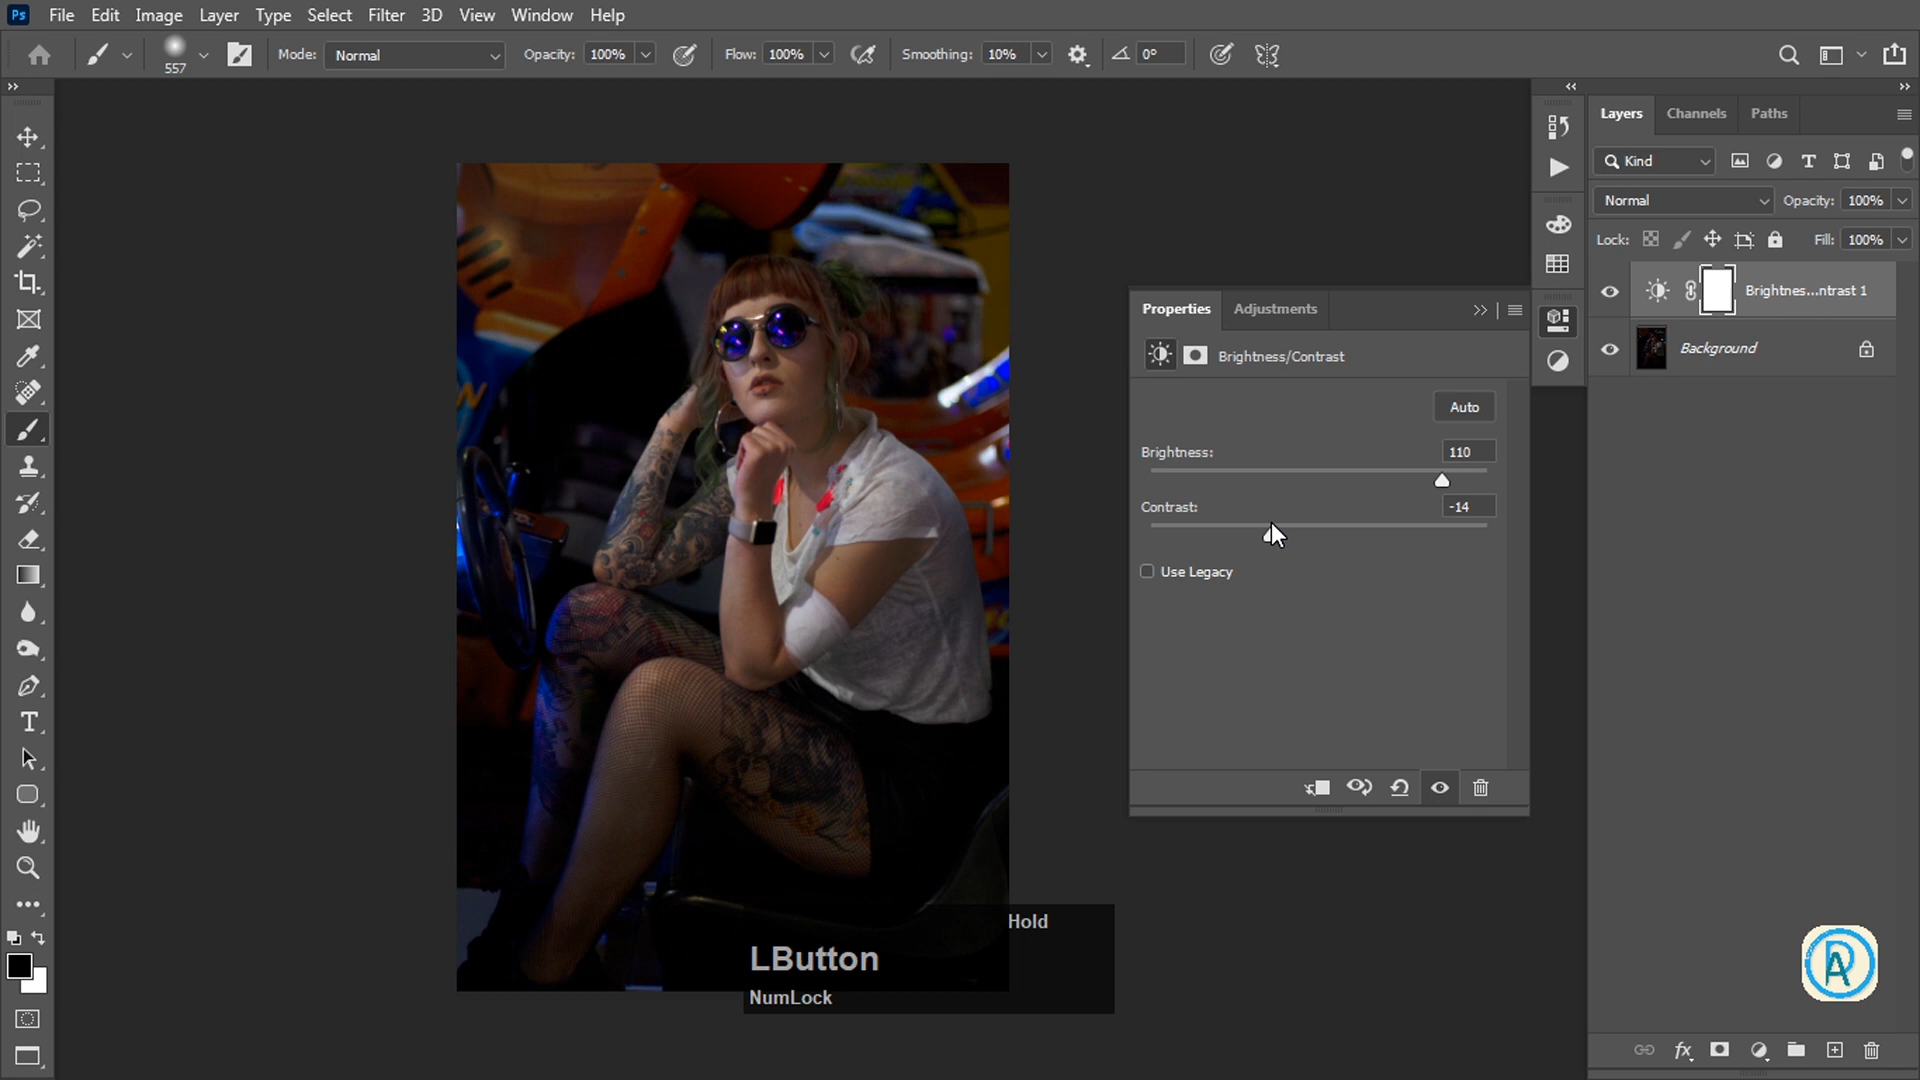 Ps File Edit Image Layer Type Select Filter 3D View Window Help
557 Mode: Normal Opacity: 100% Flow: 100% Smoothing: 10% 0°
Layers Channels Paths
Kind
Normal Opacity: 100%
Lock: Fill: 100%
Brightnes...ntrast 1
Background
Properties Adjustments
Brightness/Contrast
Auto
Brightness: 110
Contrast: -14
Use Legacy
Hold
LButton
NumLock